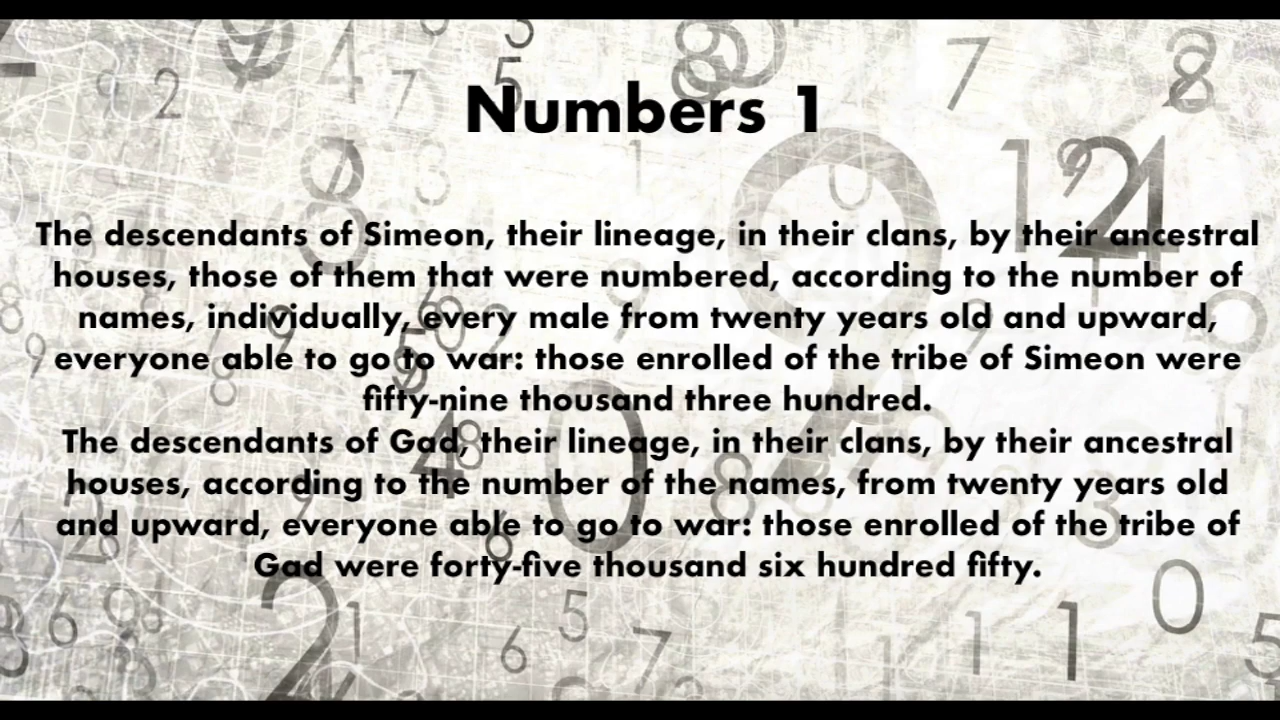 Numbers 1
The descendants of Simeon, their lineage, in their clans, by their ancestral
houses, those of them that were numbered, according to the number of
names, individually, every male from twenty years old and upward,
everyone able to go to war: those enrolled of the tribe of Simeon were
fifty-nine thousand three hundred.
The descendants of Gad, their lineage, in their clans, by their ancestral
houses, according to the number of the names, from twenty years old
and upward, everyone able to go to war: those enrolled of the tribe of
Gad were forty-five thousand six hundred fifty.